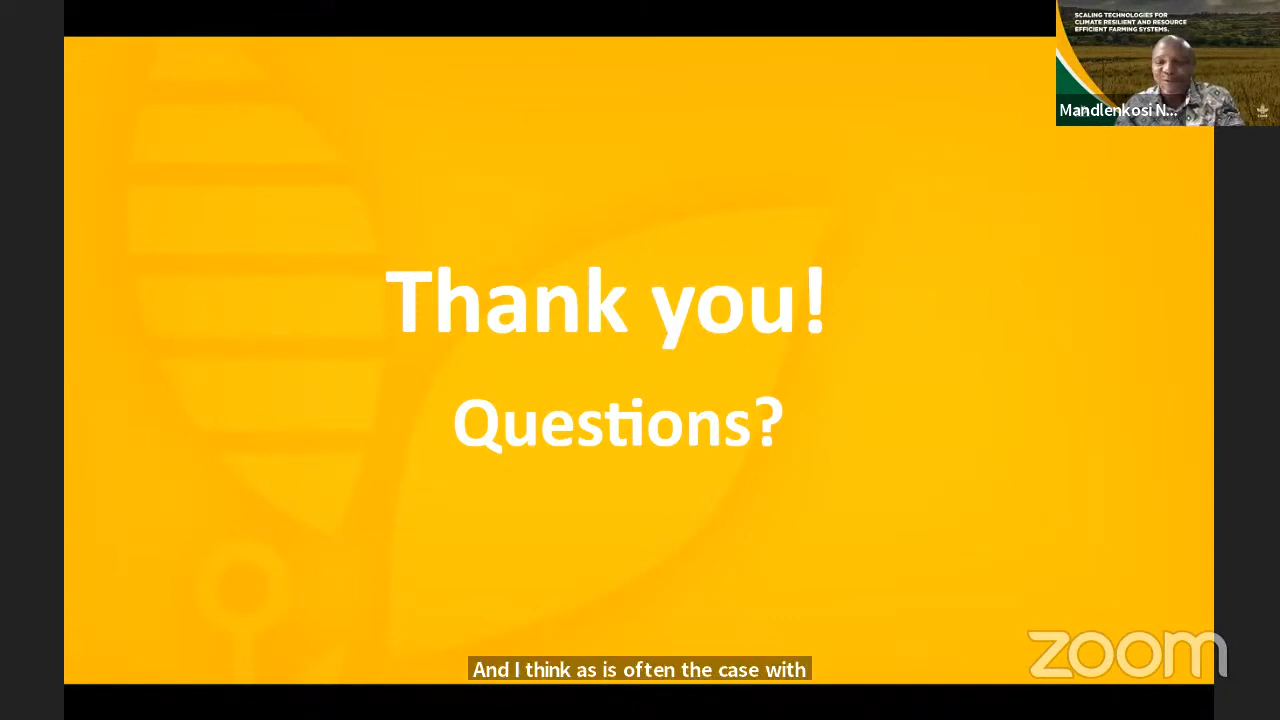 SCALING TECHNOLOGIES FOR
CLIMATE RESILIENT AND RESOURCE
EFFICIENT FARMING SYSTEMS.
Mandlenkosi N...
Thank you!
Questions?
zoom
And I think as is often the case with